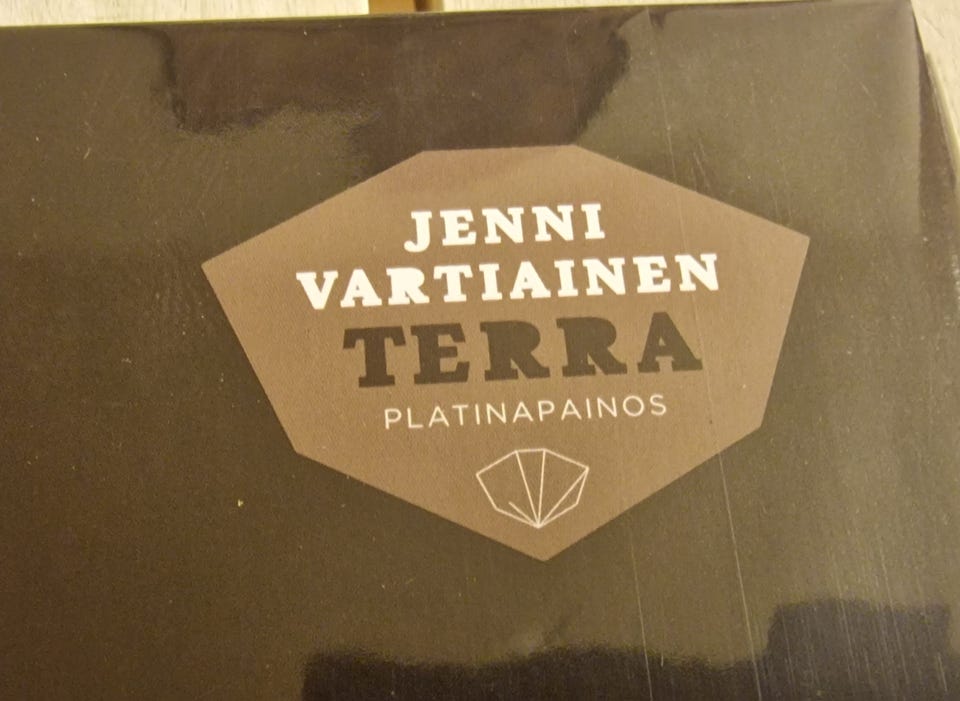 JENNI
VARTIAINEN
TERRA
PLATINAPAINOS